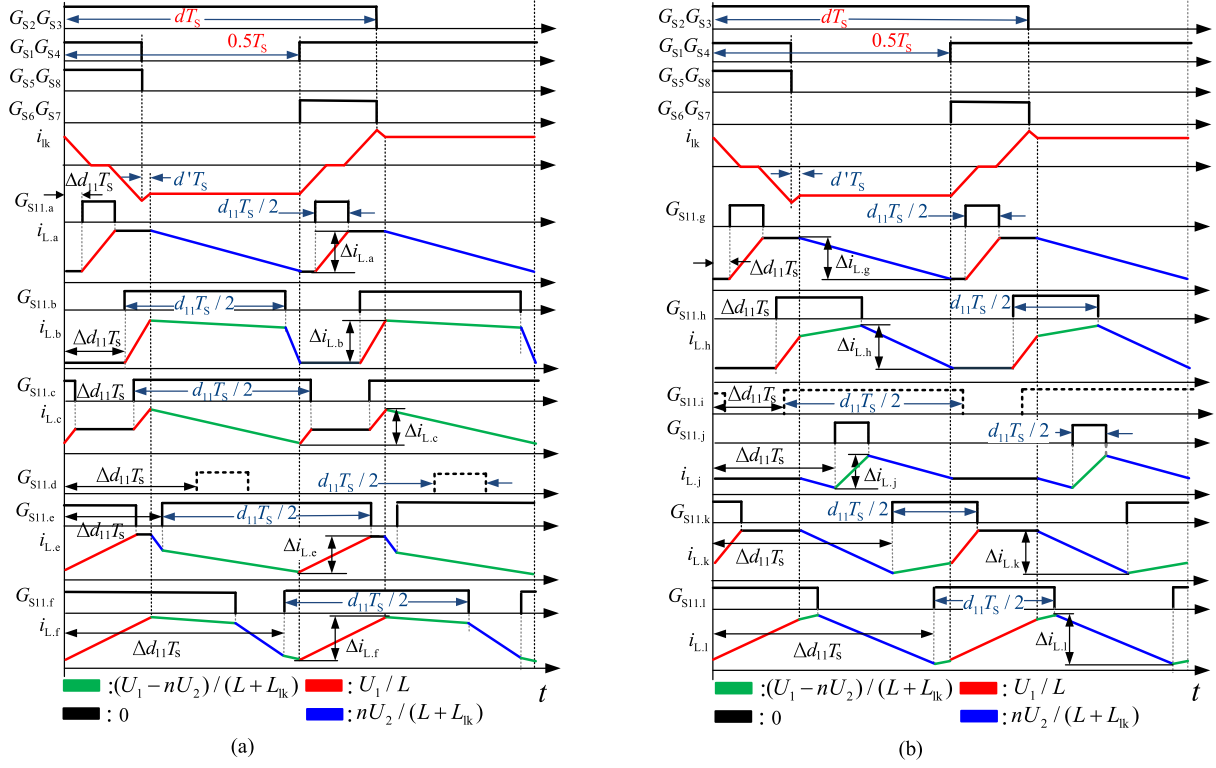 G_S2G_S3
dT_S
G_S1G_S4
0.5T_S
G_S5G_S8
G_S6G_S7
i_lk
Δd_11T_S
d'T_S
G_S11.a
d_11T_S / 2
i_L.a
Δi_L.a
G_S11.b
d_11T_S / 2
i_L.b
Δd_11T_S
Δi_L.b
G_S11.c
Δd_11T_S
d_11T_S / 2
i_L.c
Δi_L.c
G_S11.d
Δd_11T_S
d_11T_S / 2
G_S11.e
d_11T_S / 2
Δd_11T_S
i_L.e
Δi_L.e
G_S11.f
d_11T_S / 2
i_L.f
Δd_11T_S
Δi_L.f
:(U_1 − nU_2) / (L + L_lk)
: U_1 / L
t
: 0
: nU_2 / (L + L_lk)
(a)
G_S2G_S3
dT_S
G_S1G_S4
0.5T_S
G_S5G_S8
G_S6G_S7
i_lk
d'T_S
G_S11.g
d_11T_S / 2
i_L.g
Δd_11T_S
Δi_L.g
G_S11.h
Δd_11T_S
d_11T_S / 2
i_L.h
Δi_L.h
G_S11.i
Δd_11T_S
d_11T_S / 2
G_S11.j
d_11T_S / 2
Δd_11T_S
i_L.j
Δi_L.j
G_S11.k
d_11T_S / 2
i_L.k
Δd_11T_S
Δi_L.k
G_S11.l
d_11T_S / 2
i_L.l
Δd_11T_S
Δi_L.l
:(U_1 − nU_2) / (L + L_lk)
: U_1 / L
t
: 0
: nU_2 / (L + L_lk)
(b)